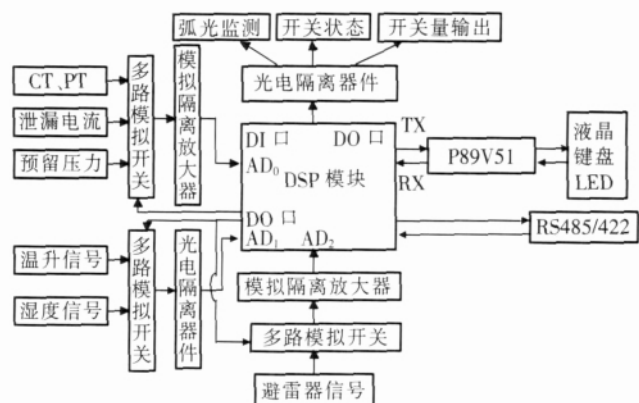 弧光监测
开关状态
开关量输出
光电隔离器件
CT、PT
泄漏电流
预留压力
多路模拟开关
模拟隔离放大器
DI 口
DO 口
AD0
DSP 模块
DO 口
AD1
AD2
TX
RX
P89V51
液晶
键盘
LED
RS485/422
温升信号
湿度信号
多路模拟开关
光电隔离器件
模拟隔离放大器
多路模拟开关
避雷器信号